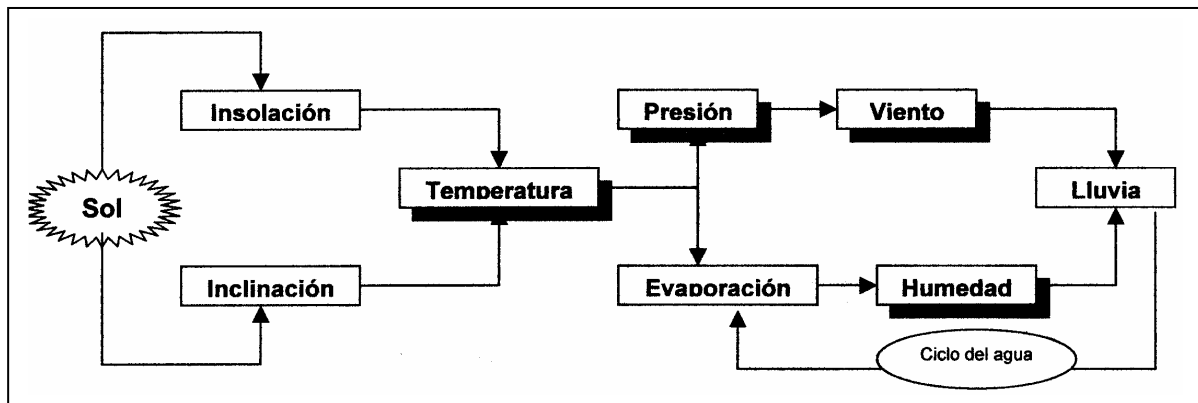 Insolación
Presión
Viento
Temperatura
Sol
Lluvia
Inclinación
Evaporación
Humedad
Ciclo del agua